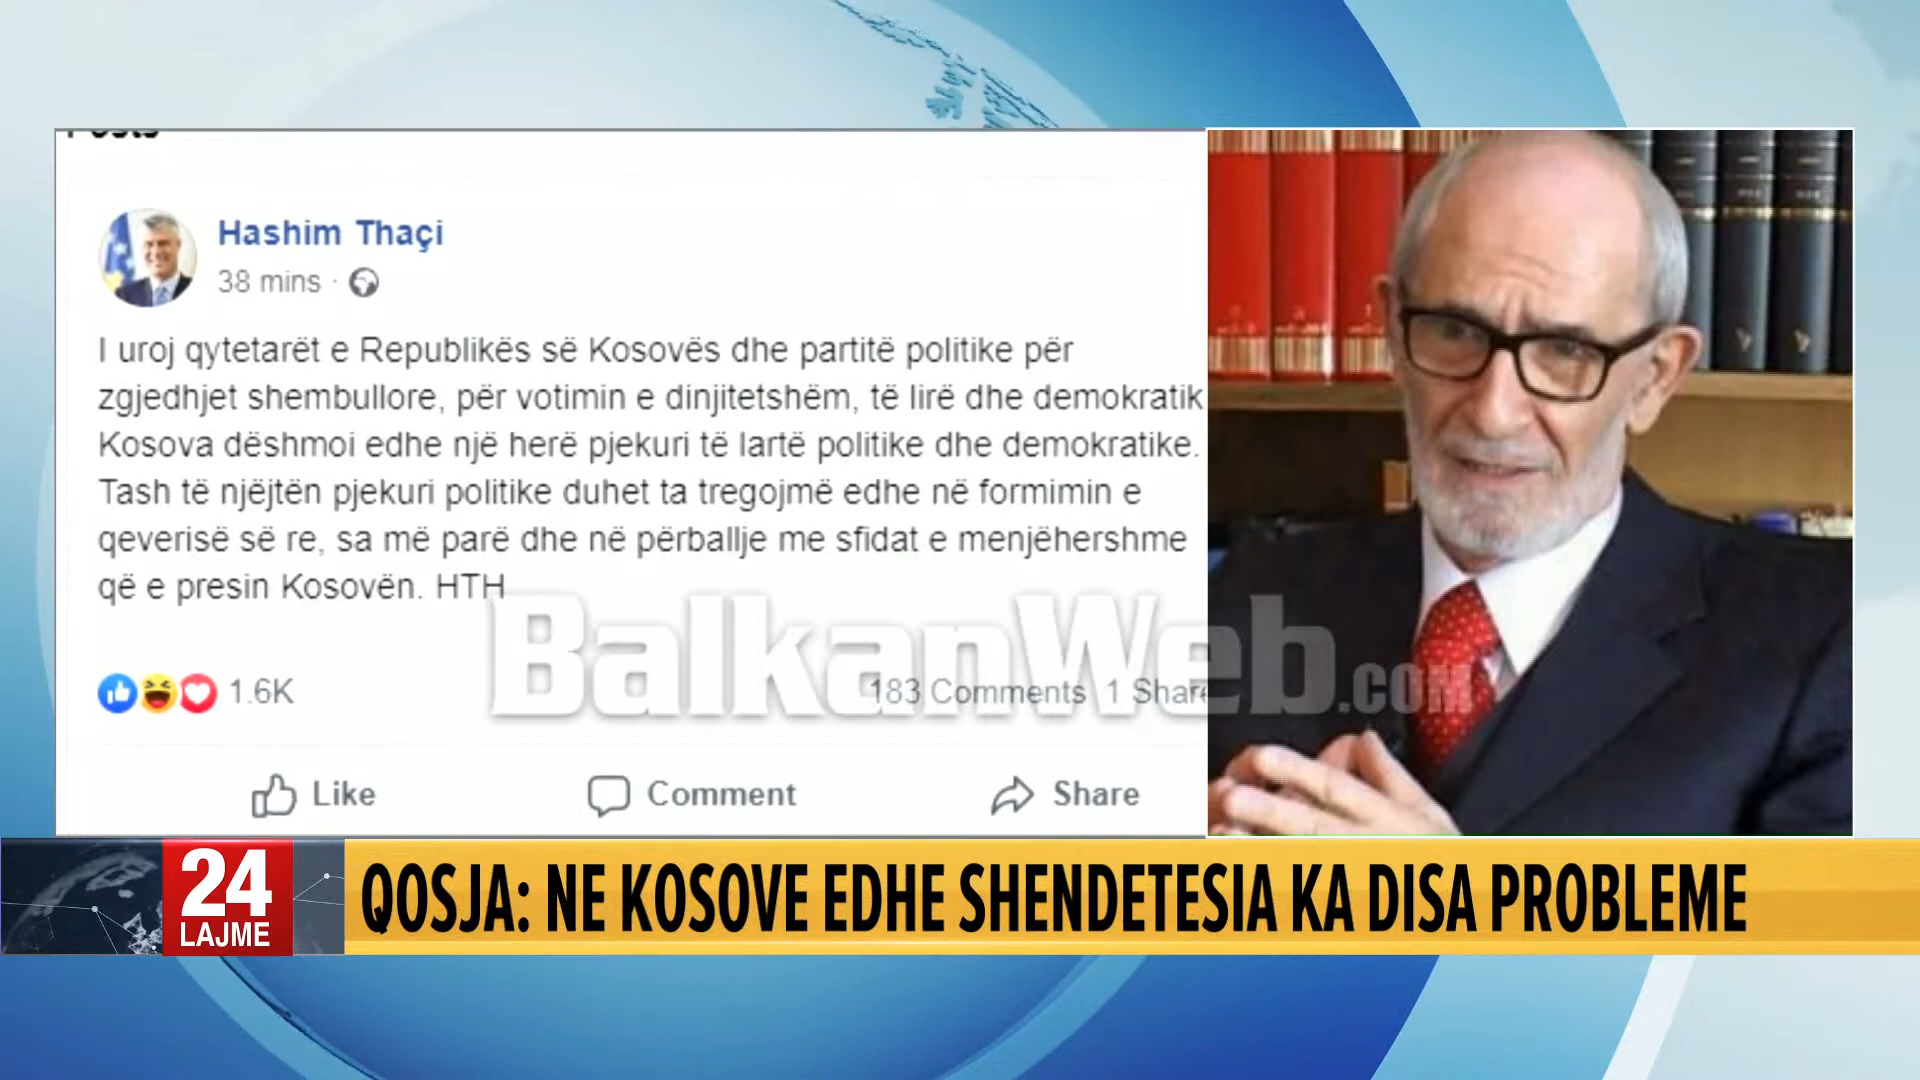 Posts
Hashim Thaçi
38 mins ·
I uroj qytetarët e Republikës së Kosovës dhe partitë politike për
zgjedhjet shembullore, për votimin e dinjitetshëm, të lirë dhe demokratik
Kosova dëshmoi edhe një herë pjekuri të lartë politike dhe demokratike.
Tash të njëjtën pjekuri politike duhet ta tregojmë edhe në formimin e
qeverisë së re, sa më parë dhe në përballje me sfidat e menjëhershme
që e presin Kosovën. HTH
BalkanWeb.com
1.6K
183 Comments 1 Share
Like Comment Share
24
LAJME
QOSJA: NE KOSOVE EDHE SHENDETESIA KA DISA PROBLEME